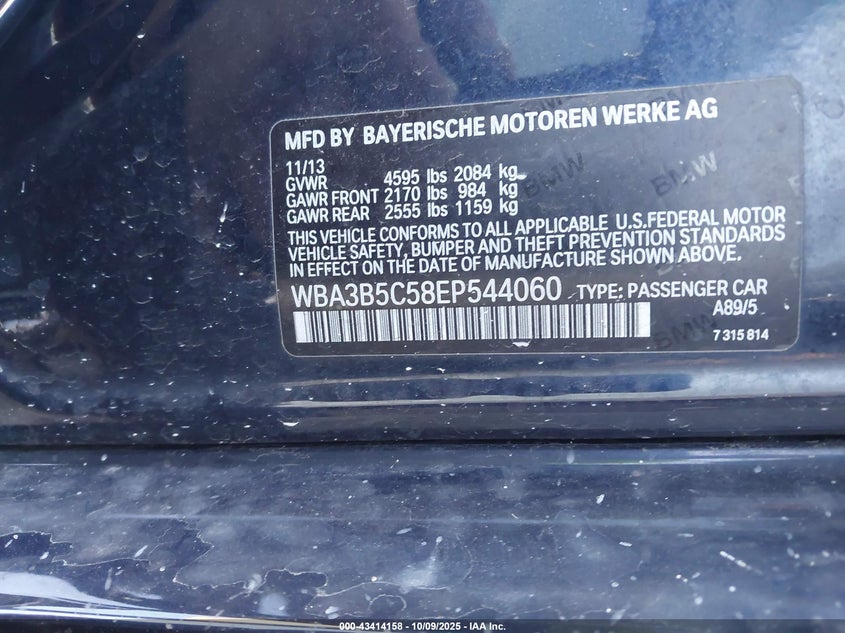 MFD BY BAYERISCHE MOTOREN WERKE AG
11/13
GVWR 4595 lbs 2084 kg
GAWR FRONT 2170 lbs 984 kg
GAWR REAR 2555 lbs 1159 kg
THIS VEHICLE CONFORMS TO ALL APPLICABLE U.S.FEDERAL MOTOR
VEHICLE SAFETY, BUMPER AND THEFT PREVENTION STANDARDS
IN EFFECT ON THE DATE OF MANUFACTURE SHOWN ABOVE.
WBA3B5C58EP544060 TYPE: PASSENGER CAR
A89/5
7 315 814
BMW
BMW
BMW
000-43414158 - 10/09/2025 - IAA Inc.